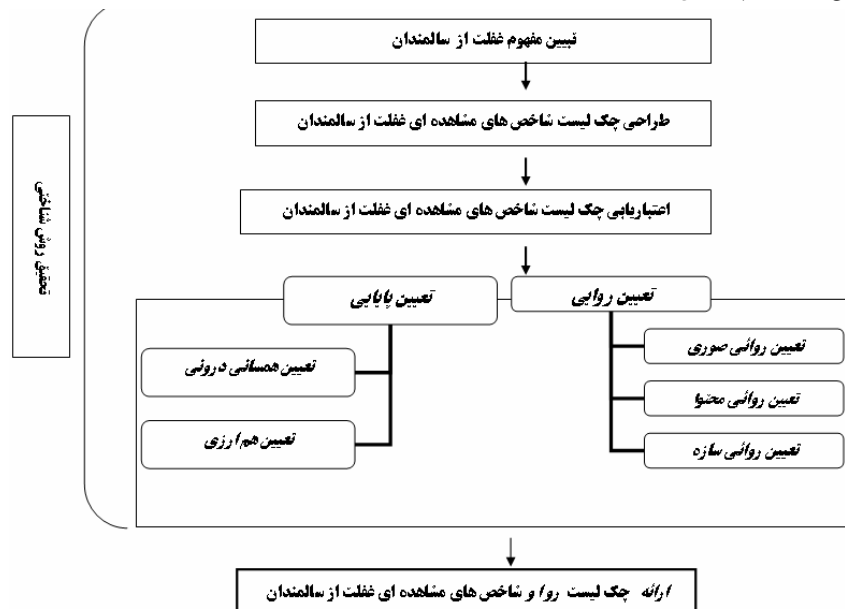 تبیین مفهوم غفلت از سالمندان
طراحی چک لیست شاخص های مشاهده ای غفلت از سالمندان
اعتباریابی چک لیست شاخص های مشاهده ای غفلت از سالمندان
تحقیق روش شناختی
تعیین روایی
تعیین پایایی
تعیین روائی صوری
تعیین روائی محتوا
تعیین روائی سازه
تعیین همسانی درونی
تعیین هم ارزی
ارائه چک لیست روا و شاخص های مشاهده ای غفلت از سالمندان